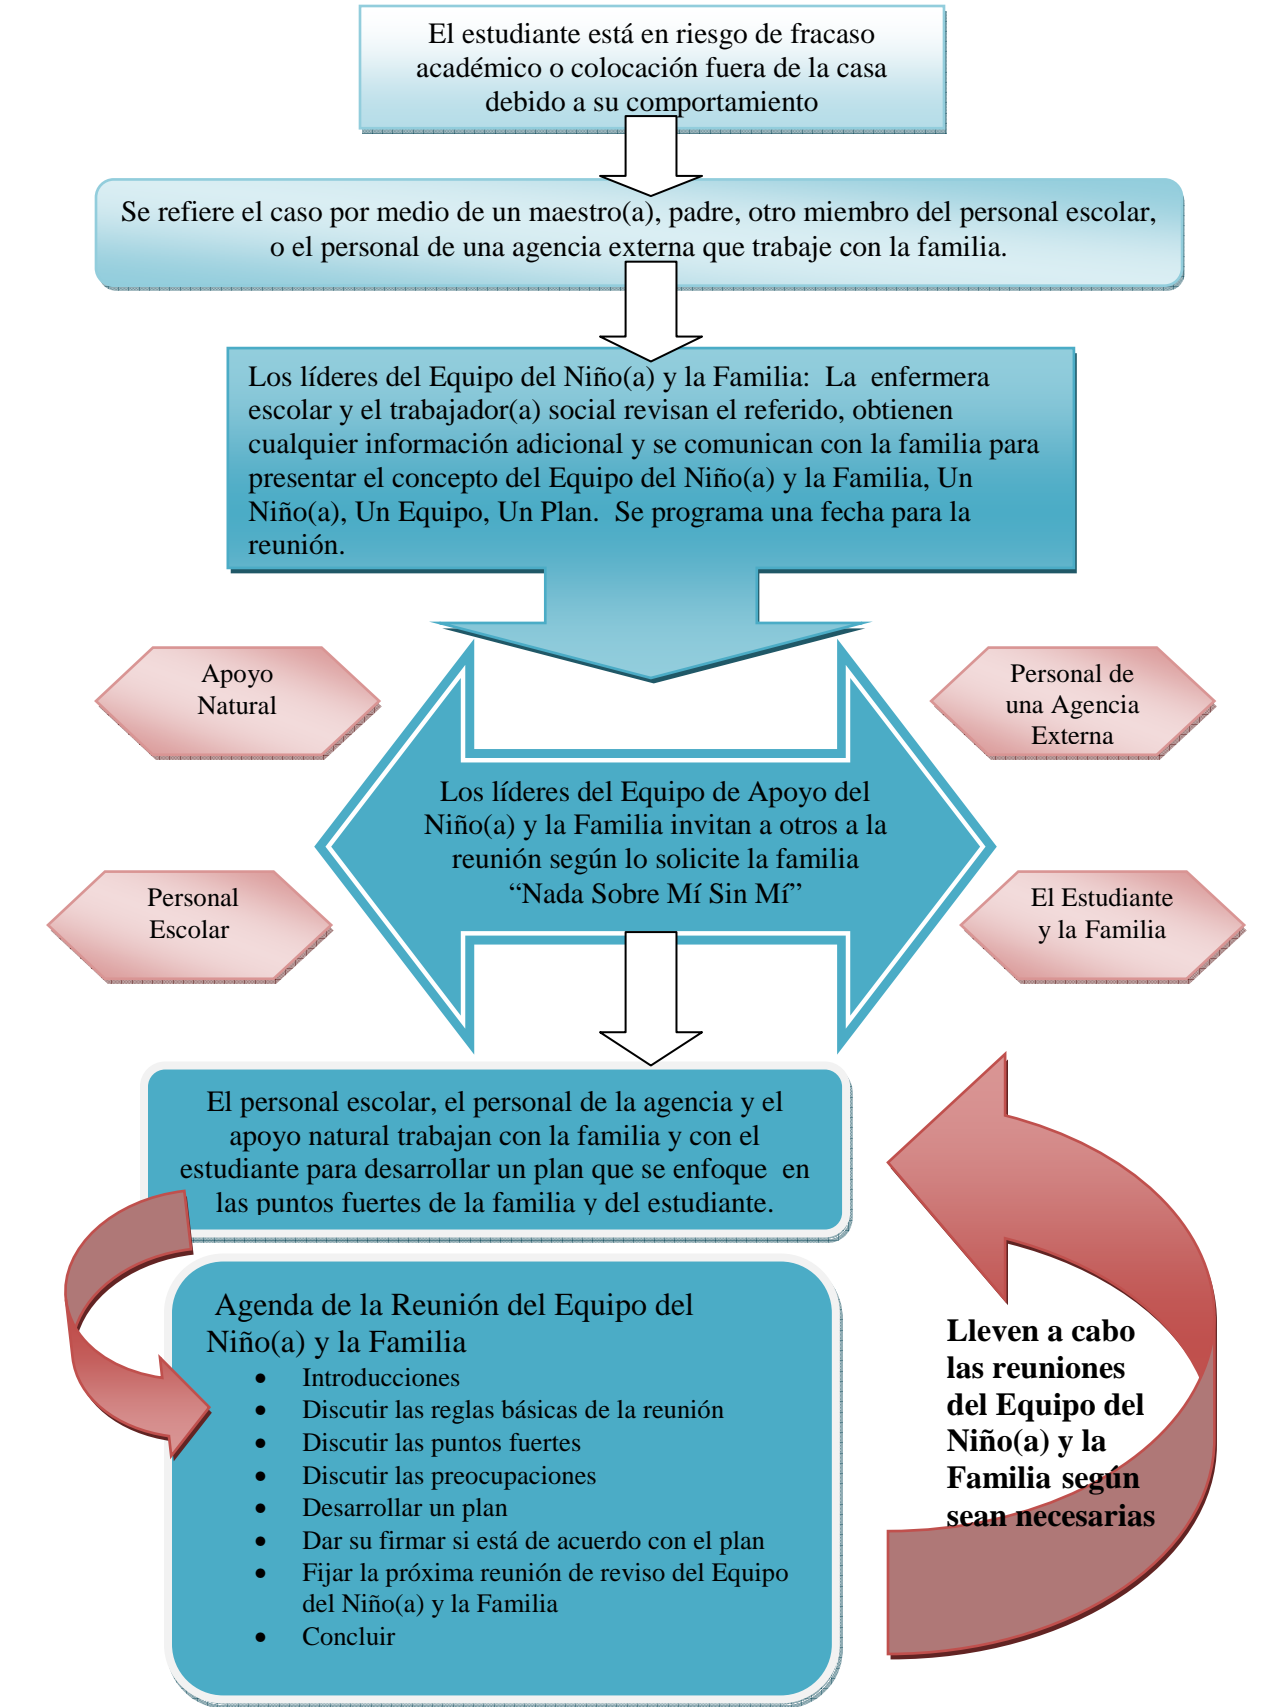 El estudiante está en riesgo de fracaso
académico o colocación fuera de la casa
debido a su comportamiento
Se refiere el caso por medio de un maestro(a), padre, otro miembro del personal escolar,
o el personal de una agencia externa que trabaje con la familia.
Los líderes del Equipo del Niño(a) y la Familia: La enfermera
escolar y el trabajador(a) social revisan el referido, obtienen
cualquier información adicional y se comunican con la familia para
presentar el concepto del Equipo del Niño(a) y la Familia, Un
Niño(a), Un Equipo, Un Plan. Se programa una fecha para la
reunión.
Apoyo
Natural
Personal de
una Agencia
Externa
Los líderes del Equipo de Apoyo del
Niño(a) y la Familia invitan a otros a la
reunión según lo solicite la familia
“Nada Sobre Mí Sin Mí”
Personal
Escolar
El Estudiante
y la Familia
El personal escolar, el personal de la agencia y el
apoyo natural trabajan con la familia y con el
estudiante para desarrollar un plan que se enfoque en
las puntos fuertes de la familia y del estudiante.
Agenda de la Reunión del Equipo del
Niño(a) y la Familia
• Introducciones
• Discutir las reglas básicas de la reunión
• Discutir las puntos fuertes
• Discutir las preocupaciones
• Desarrollar un plan
• Dar su firmar si está de acuerdo con el plan
• Fijar la próxima reunión de reviso del Equipo
del Niño(a) y la Familia
• Concluir
Lleven a cabo
las reuniones
del Equipo del
Niño(a) y la
Familia según
sean necesarias